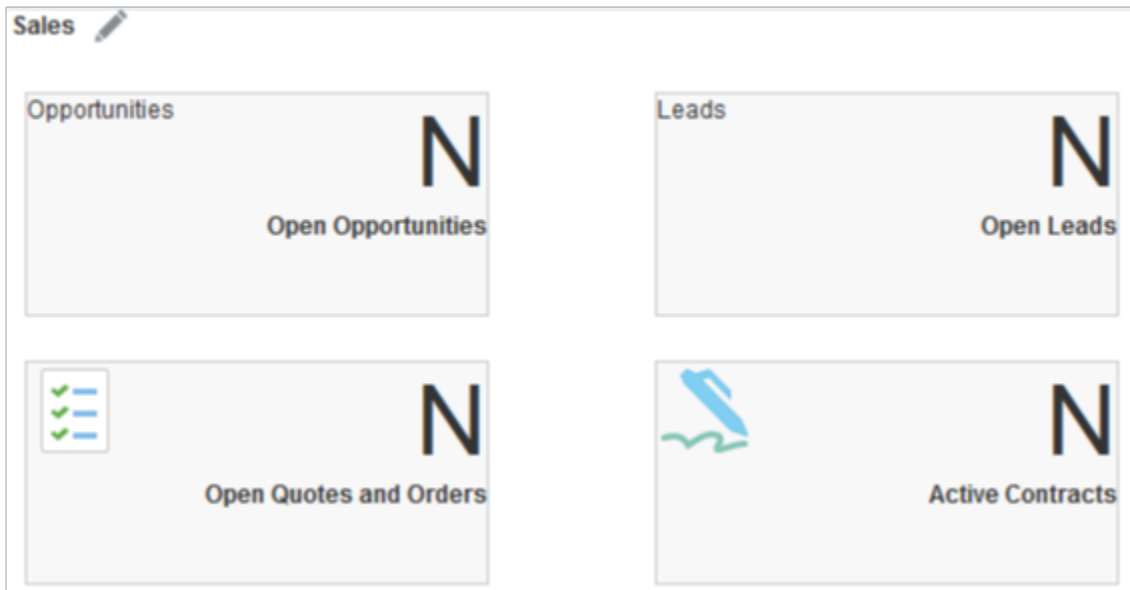 Sales
Opportunities
N
Open Opportunities
Leads
N
Open Leads
N
Open Quotes and Orders
N
Active Contracts